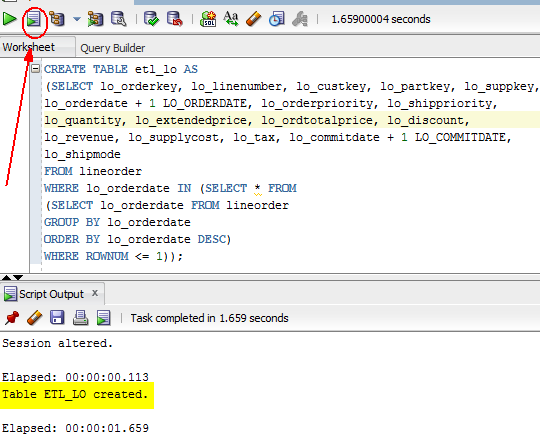 1.65900004 seconds
Worksheet Query Builder
CREATE TABLE etl_lo AS
(SELECT lo_orderkey, lo_linenumber, lo_custkey, lo_partkey, lo_suppkey,
lo_orderdate + 1 LO_ORDERDATE, lo_orderpriority, lo_shippriority,
lo_quantity, lo_extendedprice, lo_ordtotalprice, lo_discount,
lo_revenue, lo_supplycost, lo_tax, lo_commitdate + 1 LO_COMMITDATE,
lo_shipmode
FROM lineorder
WHERE lo_orderdate IN (SELECT * FROM
(SELECT lo_orderdate FROM lineorder
GROUP BY lo_orderdate
ORDER BY lo_orderdate DESC)
WHERE ROWNUM <= 1));
Script Output x
Task completed in 1.659 seconds
Session altered.
Elapsed: 00:00:00.113
Table ETL_LO created.
Elapsed: 00:00:01.659